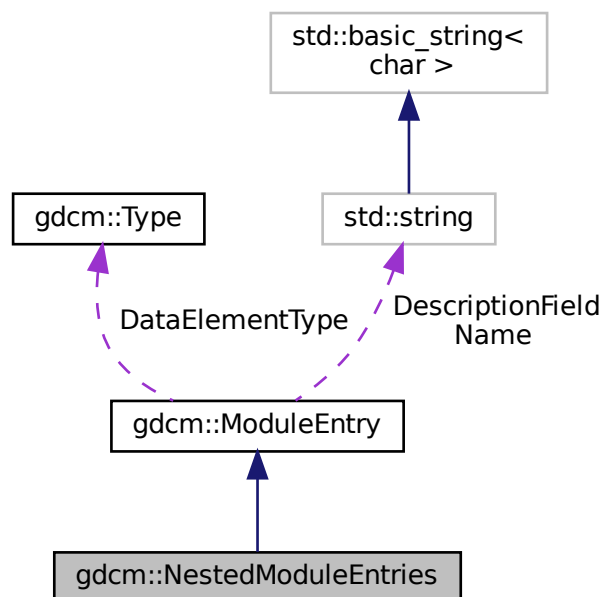 std::basic_string<
char >
gdcm::Type
std::string
DataElementType
DescriptionField
Name
gdcm::ModuleEntry
gdcm::NestedModuleEntries